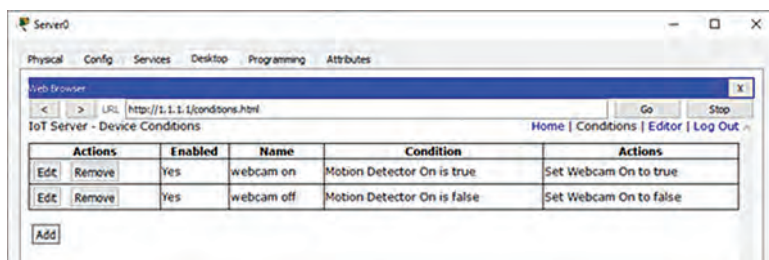 Server0
Physical Config Services Desktop Programming Attributes
Web Browser X
< > URL http://1.1.1.1/conditions.html Go Stop
IoT Server - Device Conditions Home | Conditions | Editor | Log Out
Actions Enabled Name Condition Actions
Edit Remove Yes webcam on Motion Detector On is true Set Webcam On to true
Edit Remove Yes webcam off Motion Detector On is false Set Webcam On to false
Add